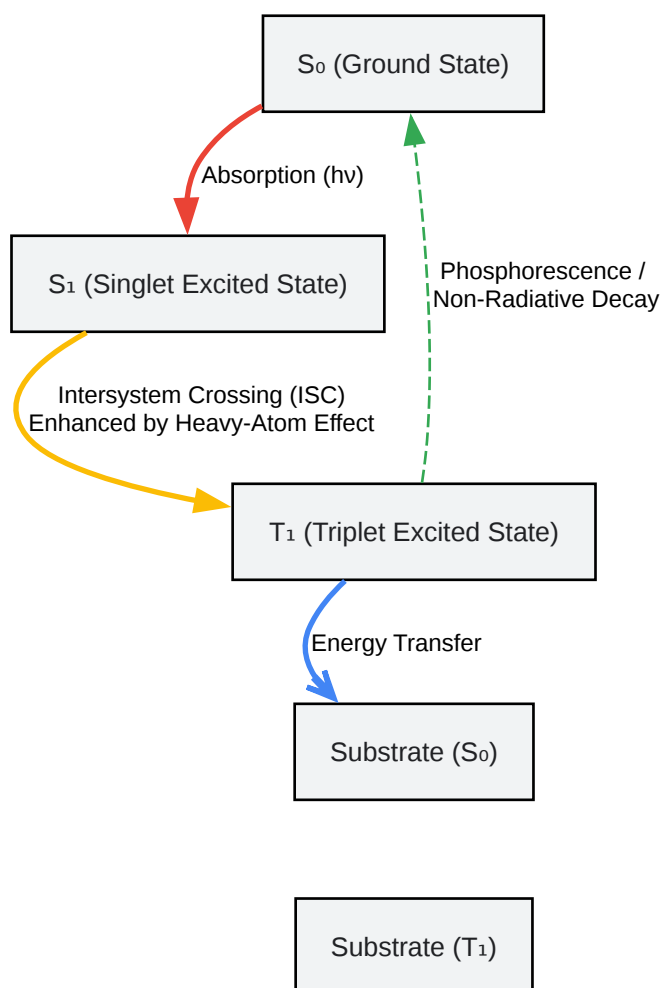 S₀ (Ground State)
Absorption (hν)
S₁ (Singlet Excited State)
Phosphorescence /
Non-Radiative Decay
Intersystem Crossing (ISC)
Enhanced by Heavy-Atom Effect
T₁ (Triplet Excited State)
Energy Transfer
Substrate (S₀)
Substrate (T₁)